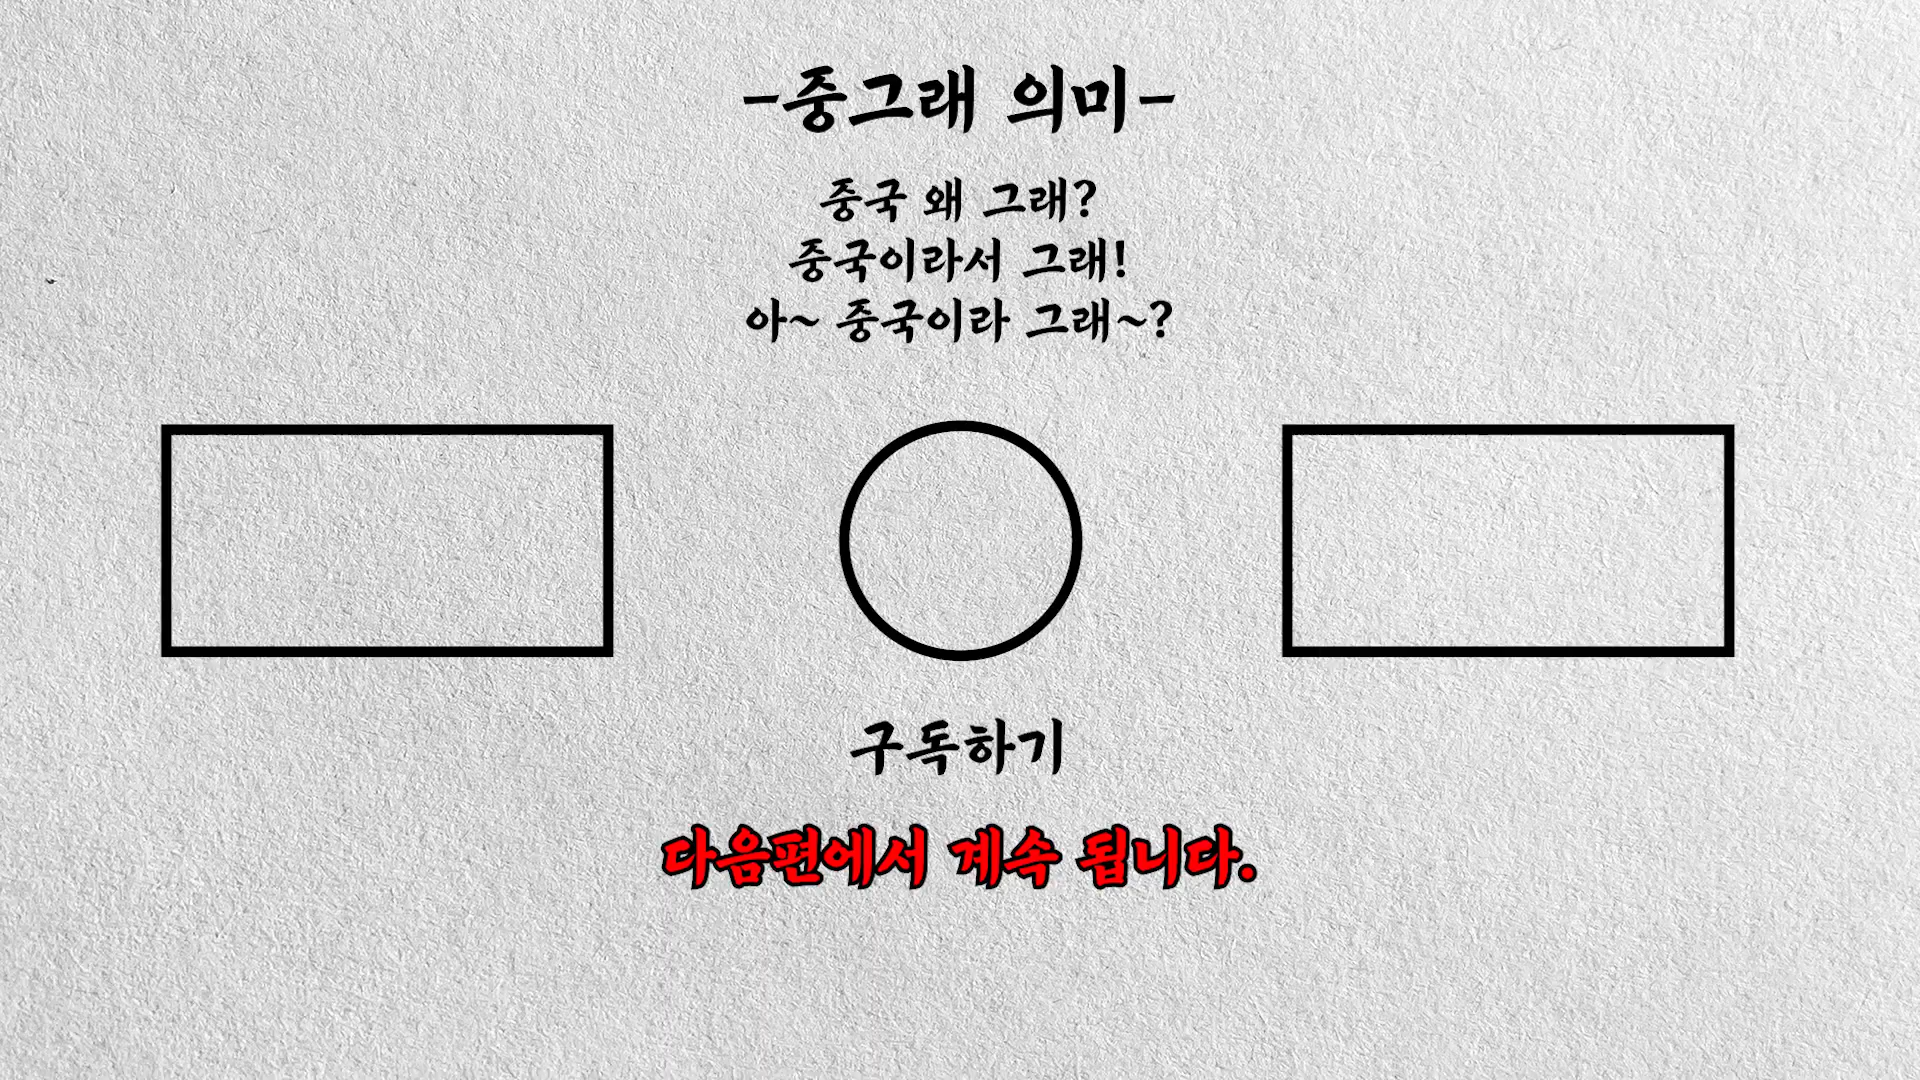 -중그래 의미-
중국 왜 그래?
중국이라서 그래!
아~ 중국이라 그래~?
구독하기
다음편에서 계속 됩니다.